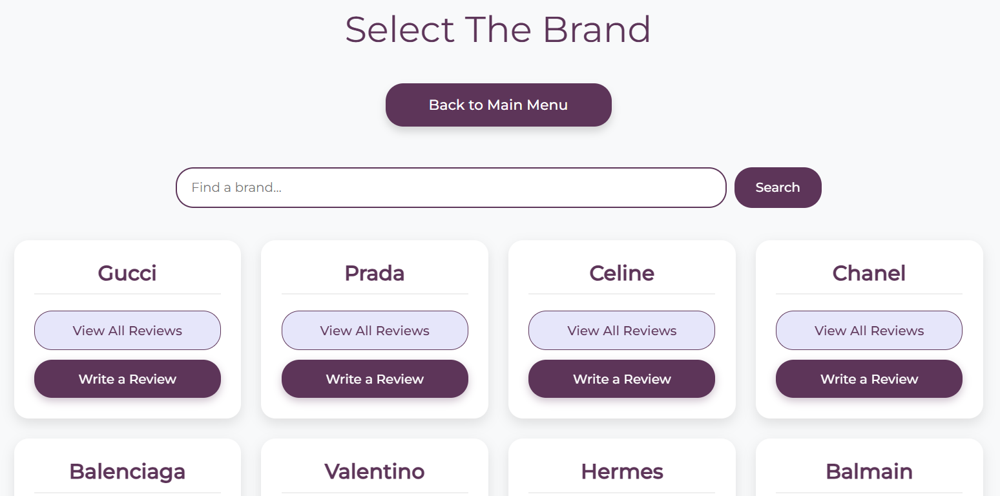 Select The Brand
Back to Main Menu
Find a brand...
Search
Gucci
Prada
Celine
Chanel
View All Reviews
View All Reviews
View All Reviews
View All Reviews
Write a Review
Write a Review
Write a Review
Write a Review
Balenciaga
Valentino
Hermes
Balmain